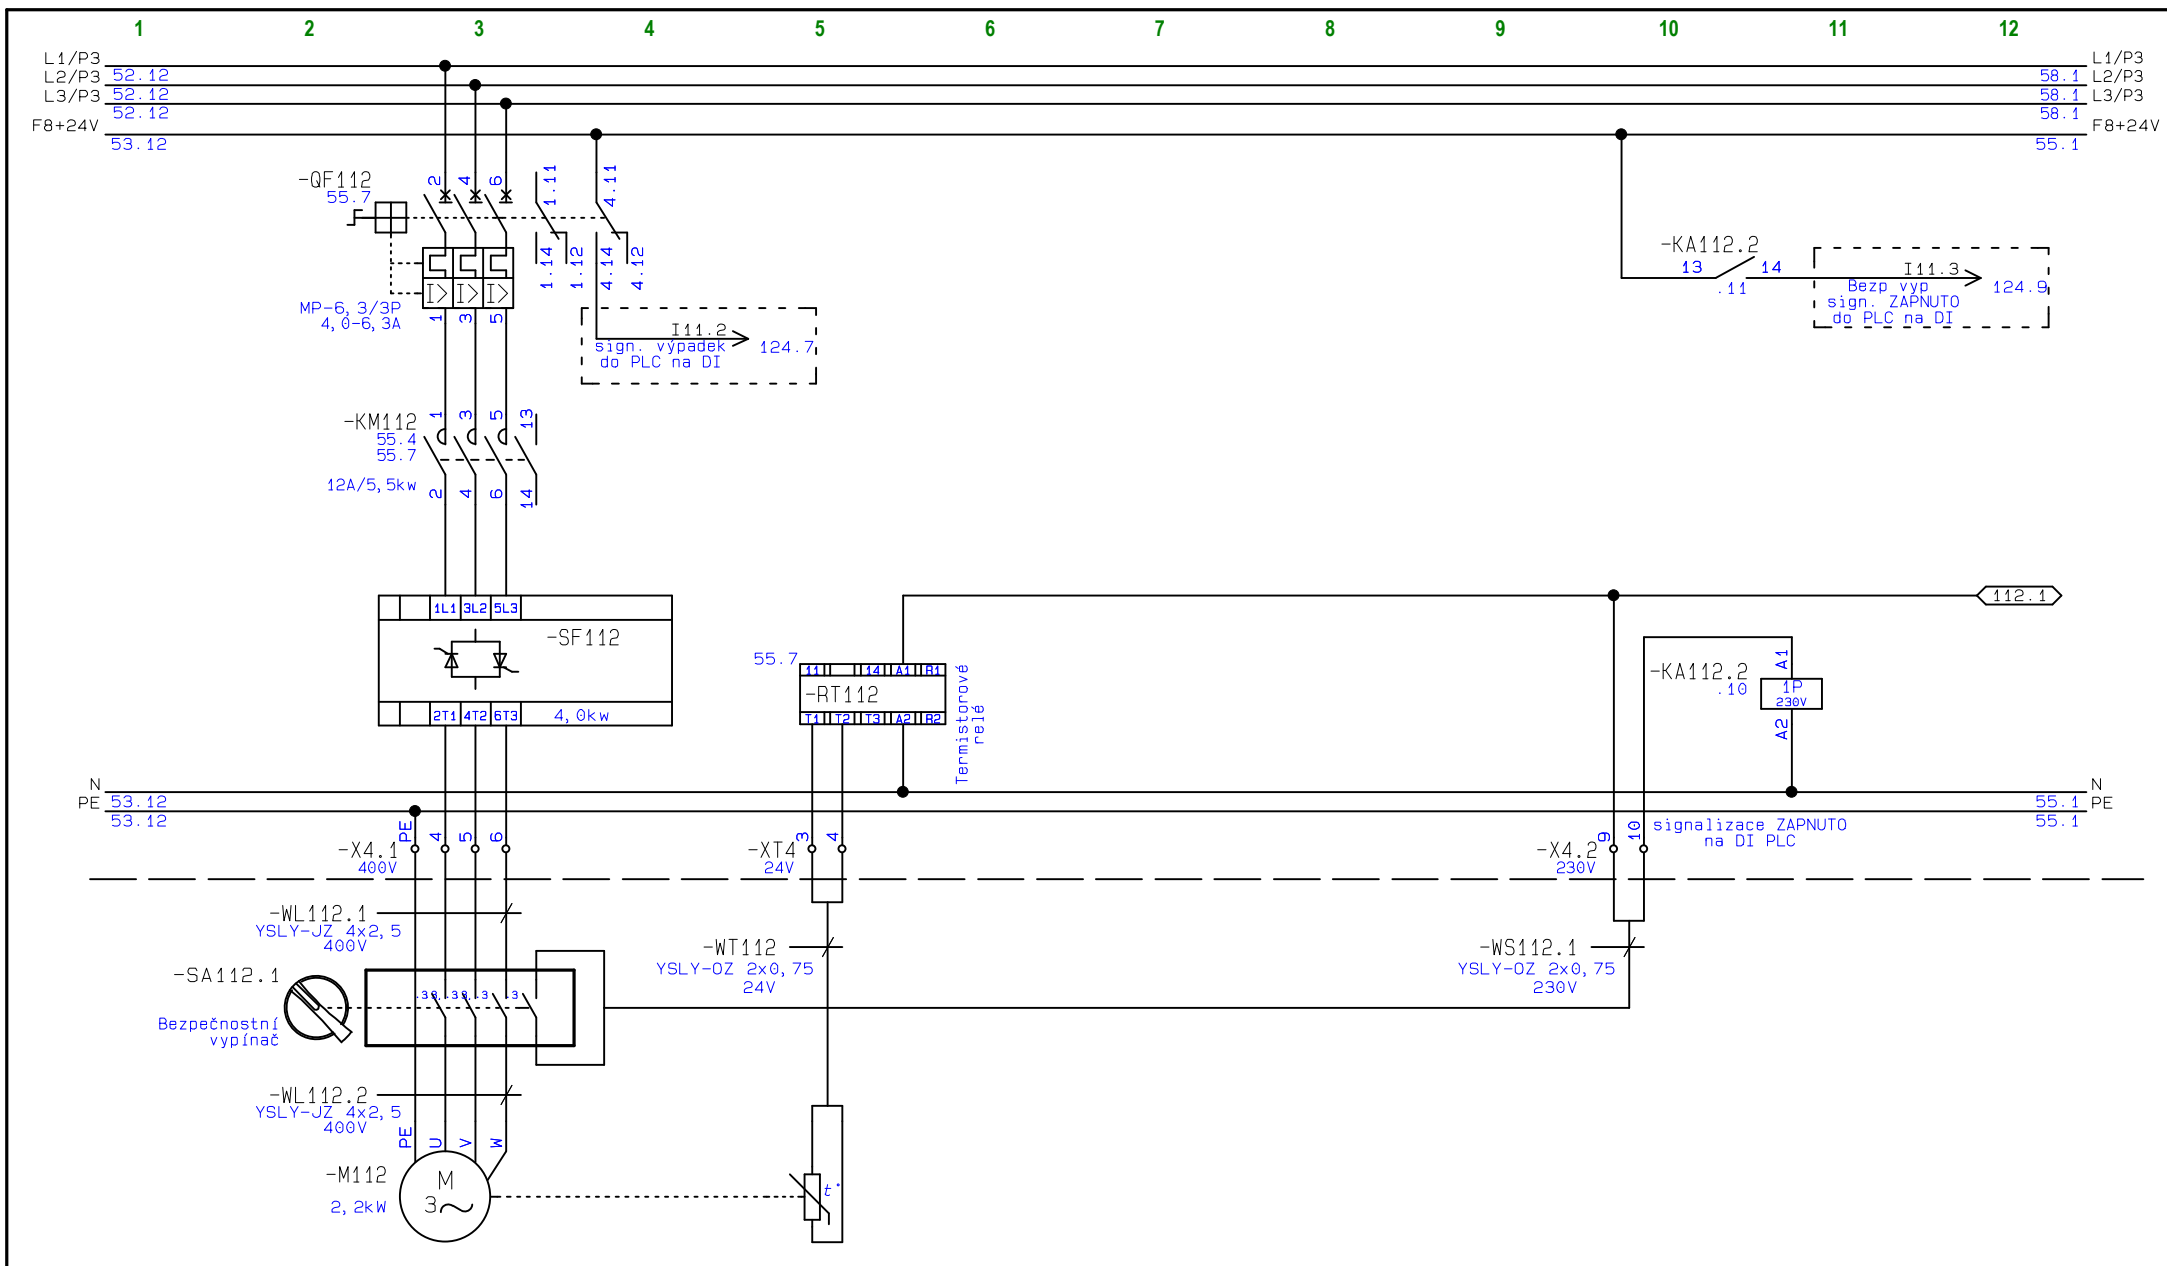 1 2 3 4 5 6 7 8 9 10 11 12
L1/P3
52.12
L2/P3
52.12
L3/P3
52.12
F8+24V
53.12
L1/P3
58.1
L2/P3
58.1
L3/P3
58.1
F8+24V
55.1
-QF112
55.7
2 4 6
1.11
4.11
1.14
1.12
4.14
4.12
MP-6,3/3P
4,0-6,3A
I> I> I>
1 3 5
I11.2
sign. výpadek
do PLC na DI
124.7
-KA112.2
13 14
.11
I11.3
Bezp vyp
sign. ZAPNUTO
do PLC na DI
124.9
-KM112
55.4
55.7
12A/5,5kw
1 3 5 13
2 4 6 14
1L1 3L2 5L3
-SF112
2T1 4T2 6T3
4,0kw
112.1
55.7
11 14 A1 R1
-RT112
T1 T2 T3 A2 R2
Termistorové
relé
-KA112.2
.10
A1
1P
230V
A2
N
53.12
PE
53.12
N
55.1
PE
55.1
-X4.1
400V
PE 4 5 6
-XT4
24V
3 4
-X4.2
230V
9 10
signalizace ZAPNUTO
na DI PLC
-WL112.1
YSLY-JZ 4x2,5
400V
-WT112
YSLY-OZ 2x0,75
24V
-WS112.1
YSLY-OZ 2x0,75
230V
-SA112.1
Bezpečnostní
vypínač
-WL112.2
YSLY-JZ 4x2,5
400V
PE U V W
-M112
2,2kW
M
3
t°